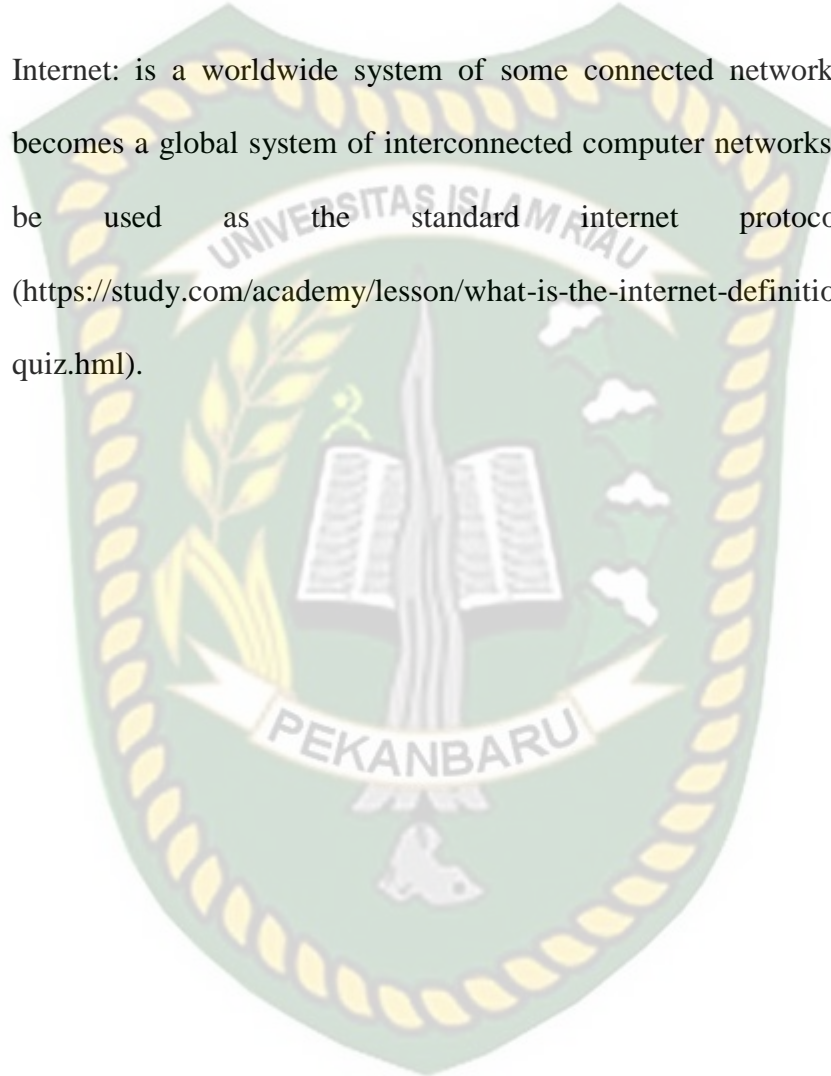 Internet: is a worldwide system of some connected network
becomes a global system of interconnected computer networks
be used as the standard internet protoco
(https://study.com/academy/lesson/what-is-the-internet-definitio
quiz.hml).
UNIVERSITAS ISLAM RIAU
PEKANBARU